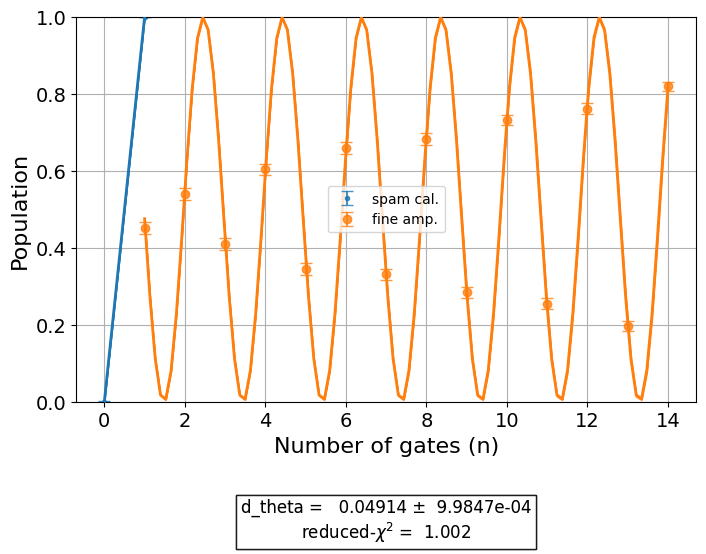 1.0
0.8
0.6
0.4
0.2
0.0
Population
spam cal.
fine amp.
0 2 4 6 8 10 12 14
Number of gates (n)
d_theta = 0.04914 ± 9.9847e-04
reduced-χ² = 1.002